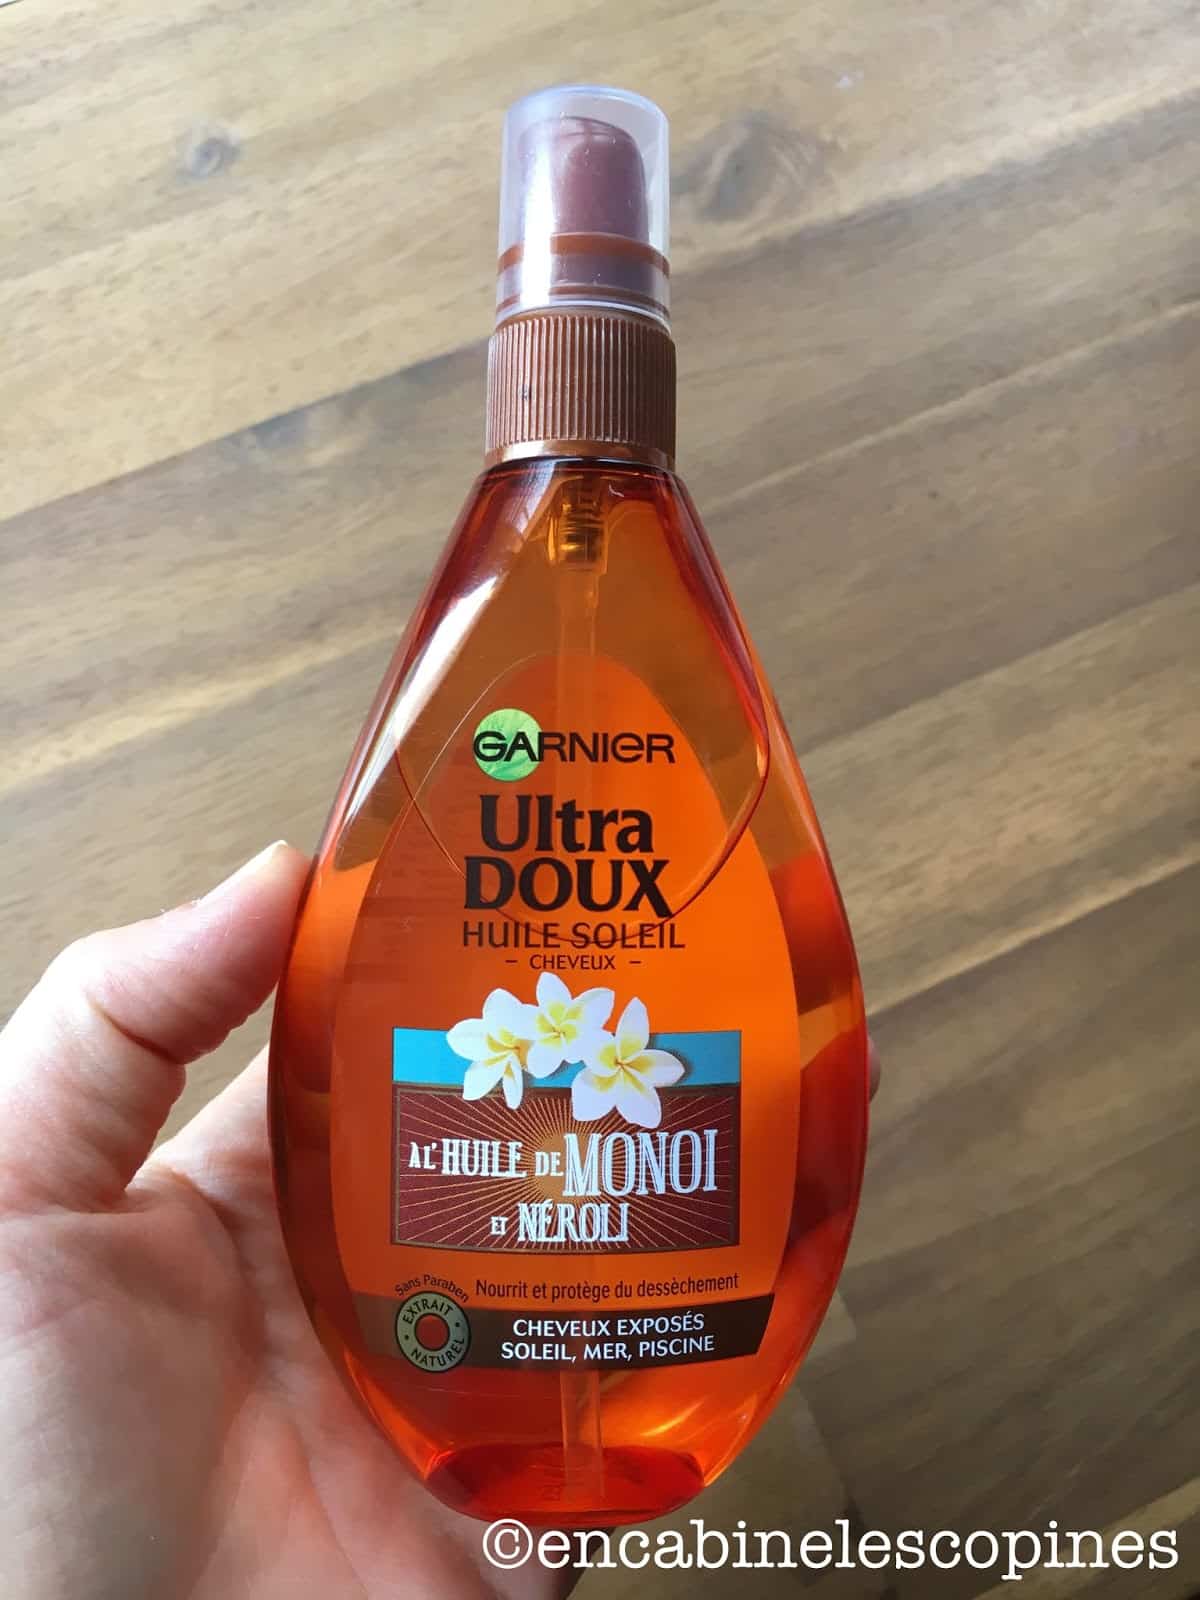 GARNIER
Ultra
DOUX
HUILE SOLEIL
- CHEVEUX -
À L'HUILE DE MONOI
ET NÉROLI
Sans Paraben
EXTRAIT
NATUREL
Nourrit et protège du dessèchement
CHEVEUX EXPOSÉS
SOLEIL, MER, PISCINE
©encabinelescopines